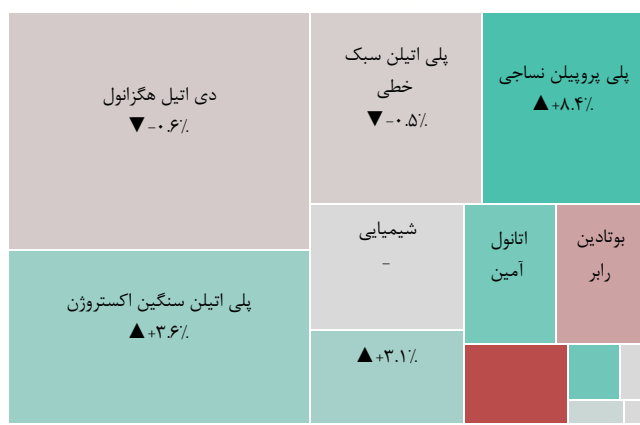 پلی پروپیلن نساجی
▲ +۸.۴٪
پلی اتیلن سبک
خطی
▼ -۰.۵٪
دی اتیل هگزانول
▼ -۰.۶٪
بوتادین
رابر
اتانول
آمین
شیمیایی
-
پلی اتیلن سنگین اکستروژن
▲ +۳.۶٪
▲ +۳.۱٪